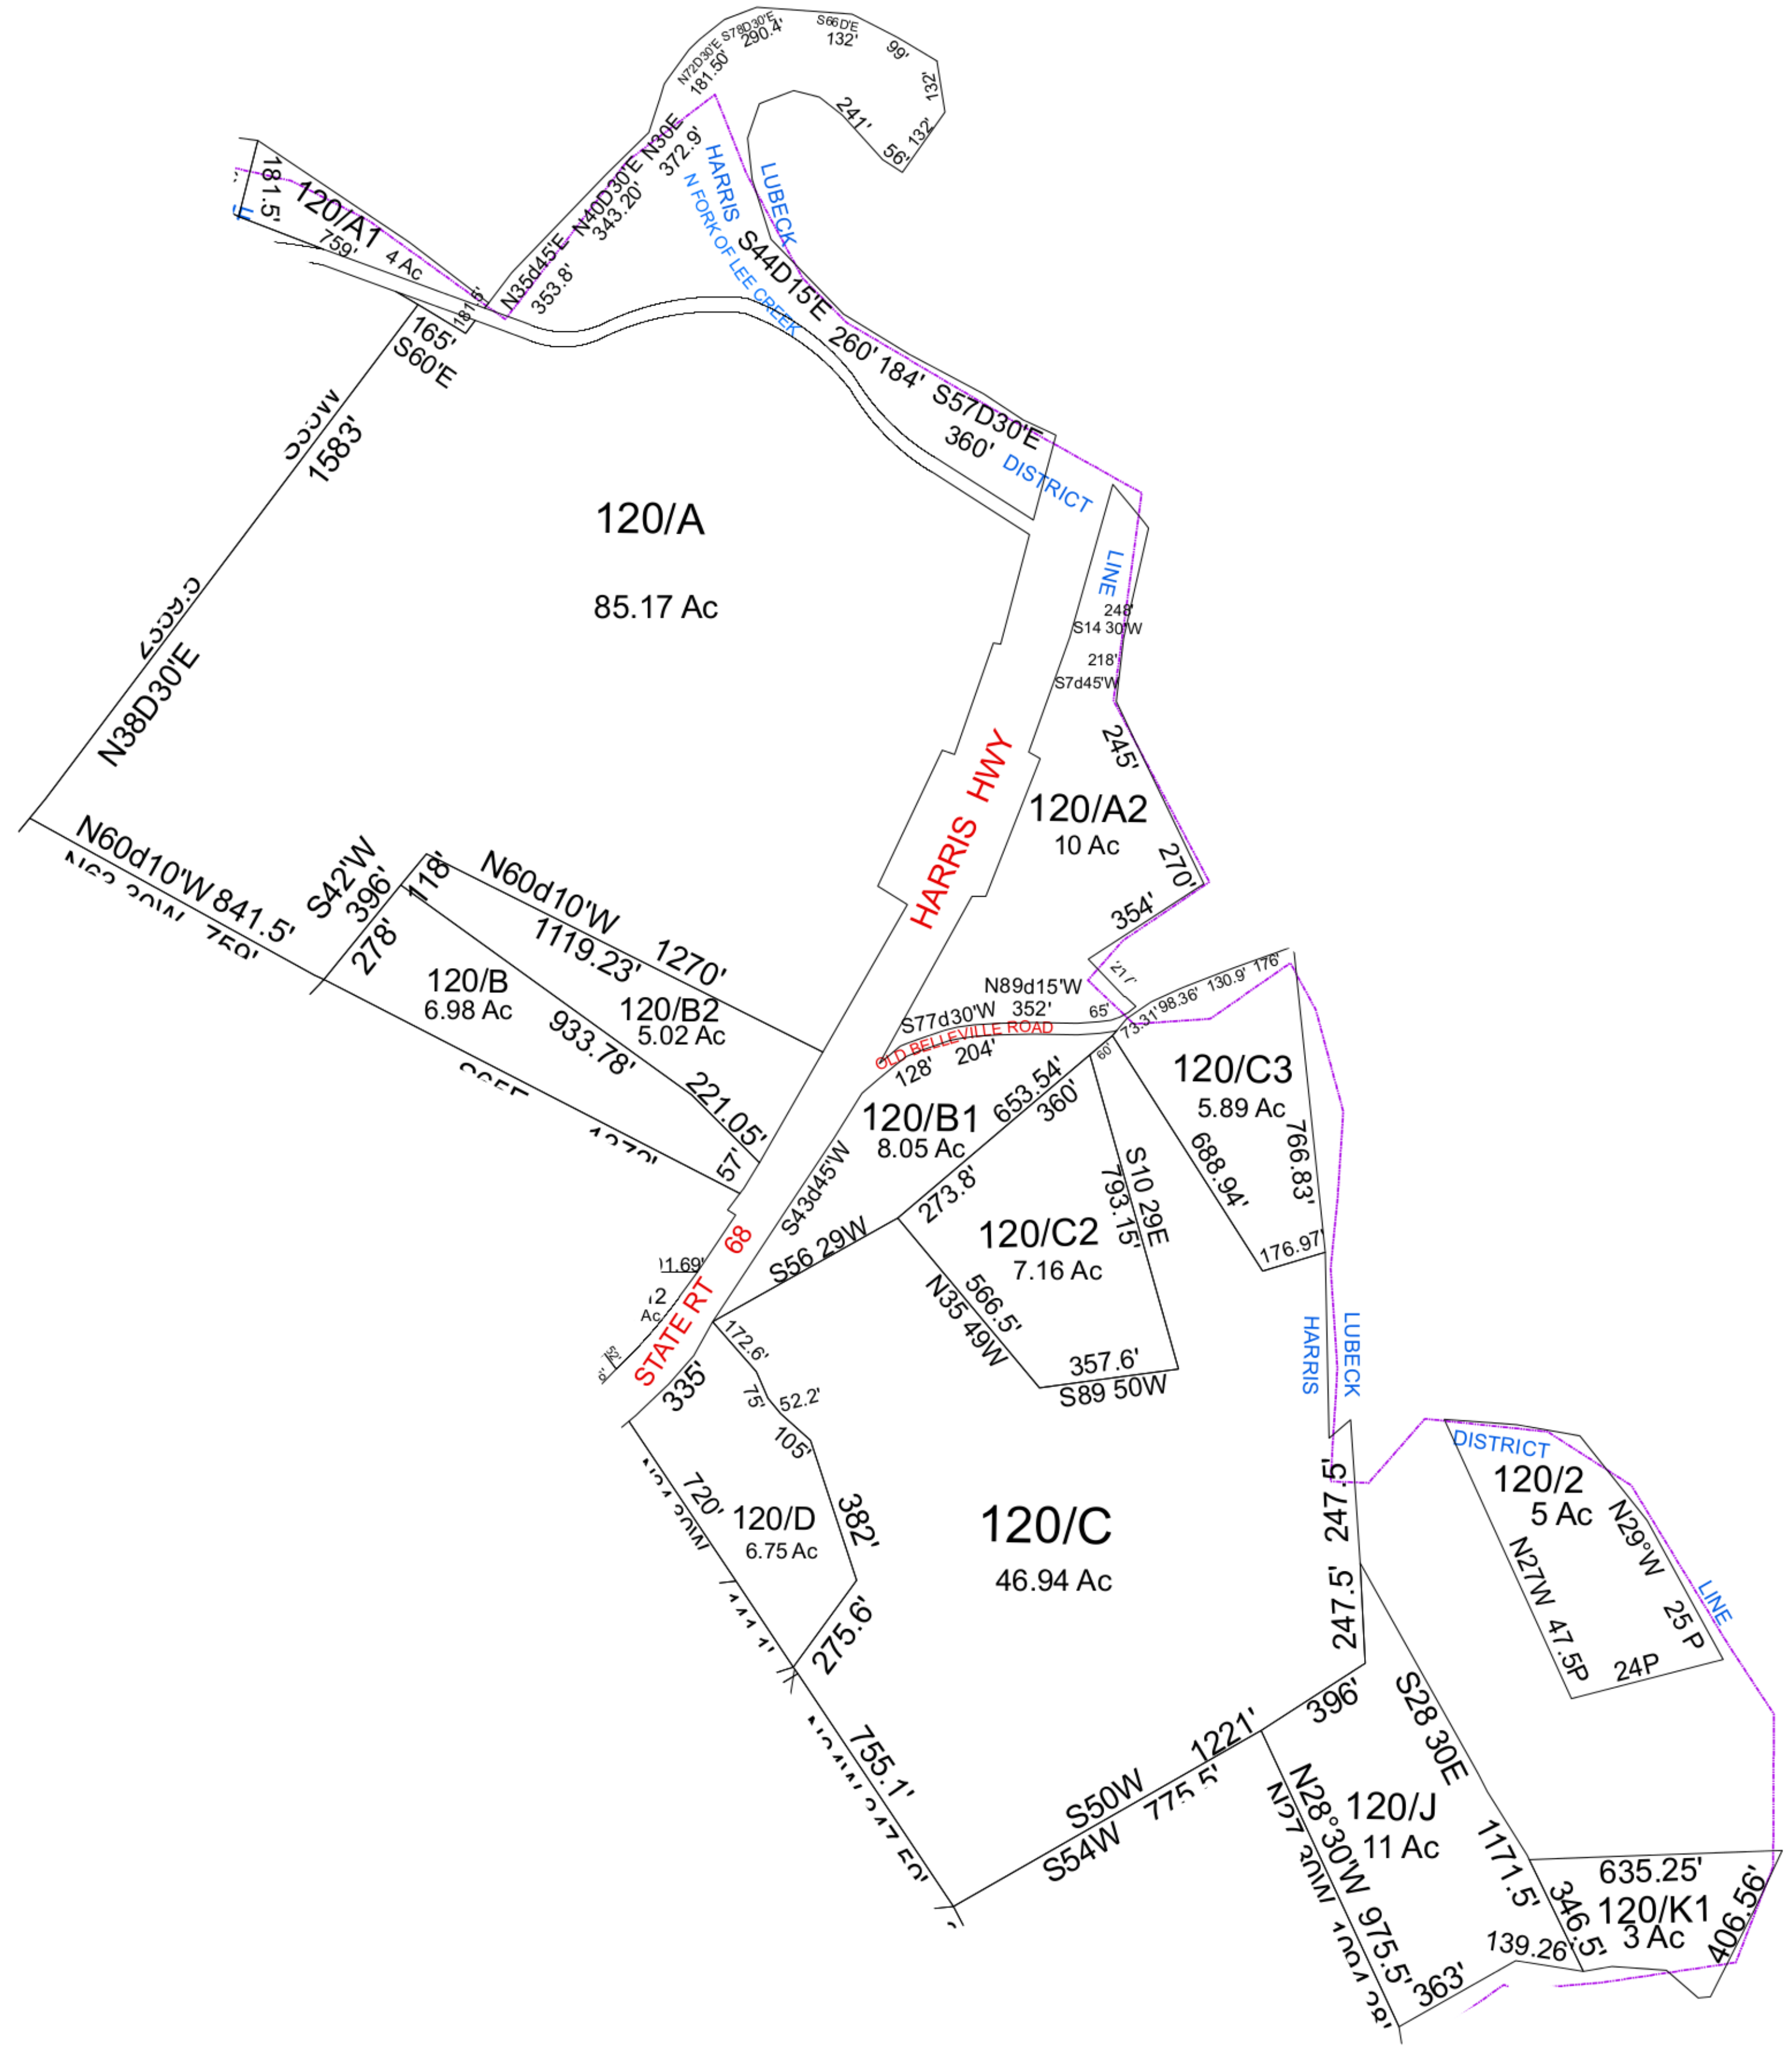 S66D'E
132'
S78D30'E
290.4'
N72D30'E
181.50'
99'
132'
132'
241'
56'
N30E
372.9'
N40D30'E
343.20'
N35d45'E
353.8'
HARRIS
LUBECK
N FORK OF LEE CREEK
181.5'
120/A1
759'
4 Ac
181.5'
165'
S60'E
S44D15'E
260'
184'
S57D30'E
360'
DISTRICT
LINE
1583'
120/A
85.17 Ac
N38D30'E
248'
S14 30'W
218'
S7d45'W
245'
120/A2
10 Ac
270'
354'
HARRIS HWY
N60d10'W 841.5'
S42'W
396'
118'
278'
N60d10'W
1119.23'
1270'
120/B
6.98 Ac
120/B2
5.02 Ac
933.78'
221.05'
57'
N89d15'W
S77d30'W 352'
65'
OLD BELLEVILLE ROAD
128'
204'
73.31'
98.36'
130.9'
176'
60'
120/C3
5.89 Ac
766.83'
688.94'
176.97'
653.54'
360'
120/B1
8.05 Ac
273.8'
S43d45'W
S56 29W
S10 29E
793.15'
120/C2
7.16 Ac
566.5'
N35 49W
357.6'
S89 50W
STATE RT 68
Ac
335'
172.6'
75'
52.2'
105'
382'
720'
120/D
6.75 Ac
275.6'
120/C
46.94 Ac
HARRIS
LUBECK
247.5'
247.5'
DISTRICT
120/2
5 Ac
N29°W
25 P
N27W 47.5P
24P
LINE
396'
S28 30E
1171.5'
755.1'
S50W
1221'
S54W
775.5'
N28°30'W
975.5'
120/J
11 Ac
635.25'
120/K1
3 Ac
346.5'
406.56'
139.26'
363'